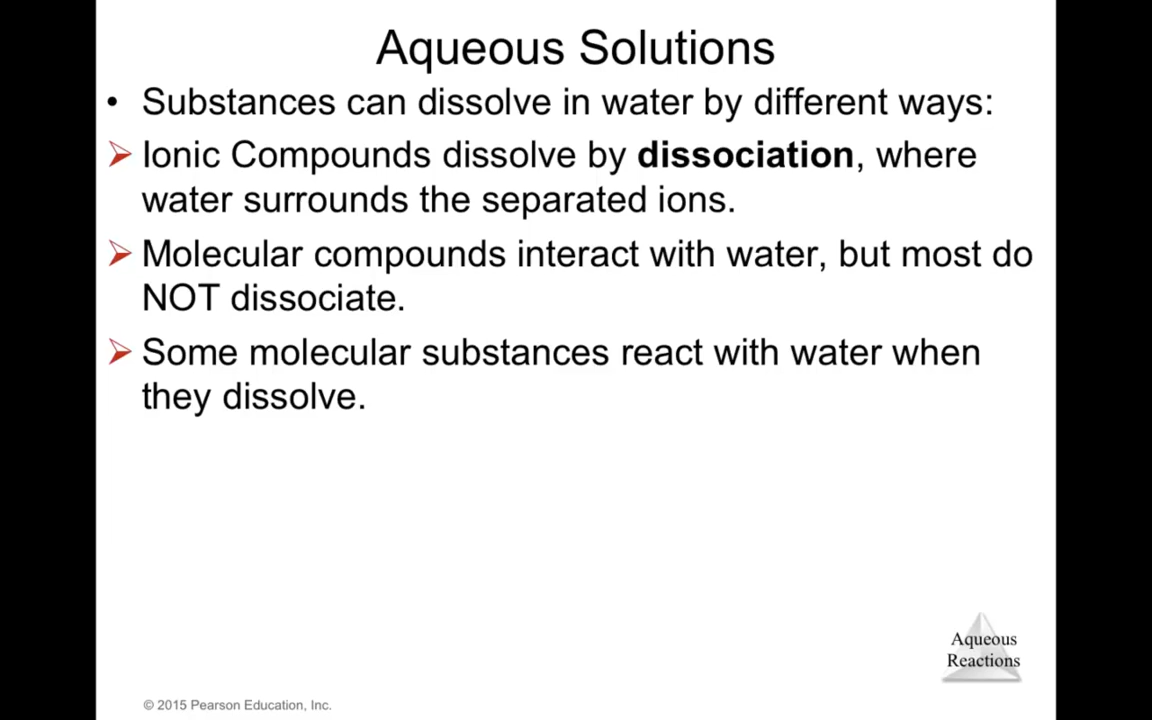 Aqueous Solutions
• Substances can dissolve in water by different ways:
➢ Ionic Compounds dissolve by dissociation, where
water surrounds the separated ions.
➢ Molecular compounds interact with water, but most do
NOT dissociate.
➢ Some molecular substances react with water when
they dissolve.
Aqueous
Reactions
© 2015 Pearson Education, Inc.